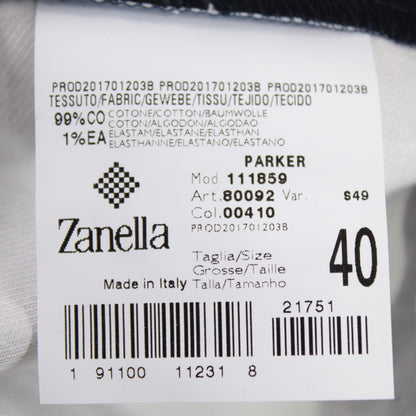 PROD201701203B PROD201701203B PROD201701203B
TESSUTO/FABRIC/GEWEBE/TISSU/TEJIDO/TECIDO
99%CO COTONE/COTTON/BAUMWOLLE
COTON/ALGODON/ALGODAO
1%EA ELASTAM/ELASTANE/ELASTHAN
ELASTHANNE/ELASTANO/ELASTANO
PARKER
Mod. 111859
Art. 80092 Var. S49
Col. 00410
PROD201701203B
Zanella
Taglia/Size
Grosse/Taille
Made in Italy Talla/Tamanho
40
21751
1 91100 11231 8